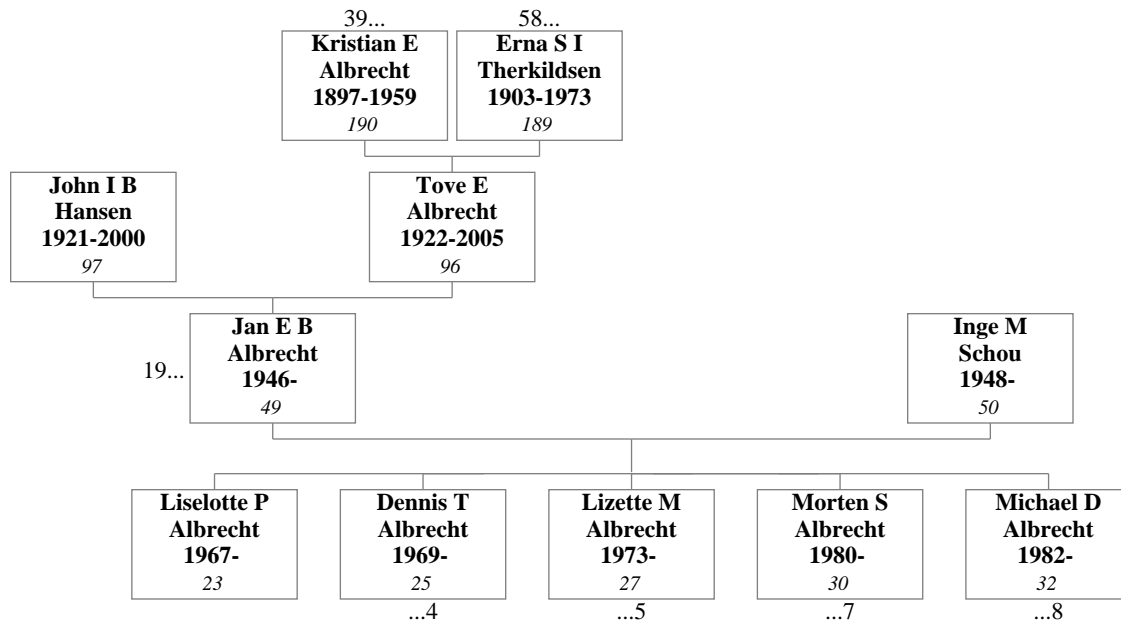 39...
Kristian E
Albrecht
1897-1959
190
58...
Erna S I
Therkildsen
1903-1973
189
John I B
Hansen
1921-2000
97
Tove E
Albrecht
1922-2005
96
19...
Jan E B
Albrecht
1946-
49
Inge M
Schou
1948-
50
Liselotte P
Albrecht
1967-
23
Dennis T
Albrecht
1969-
25
...4
Lizette M
Albrecht
1973-
27
...5
Morten S
Albrecht
1980-
30
...7
Michael D
Albrecht
1982-
32
...8